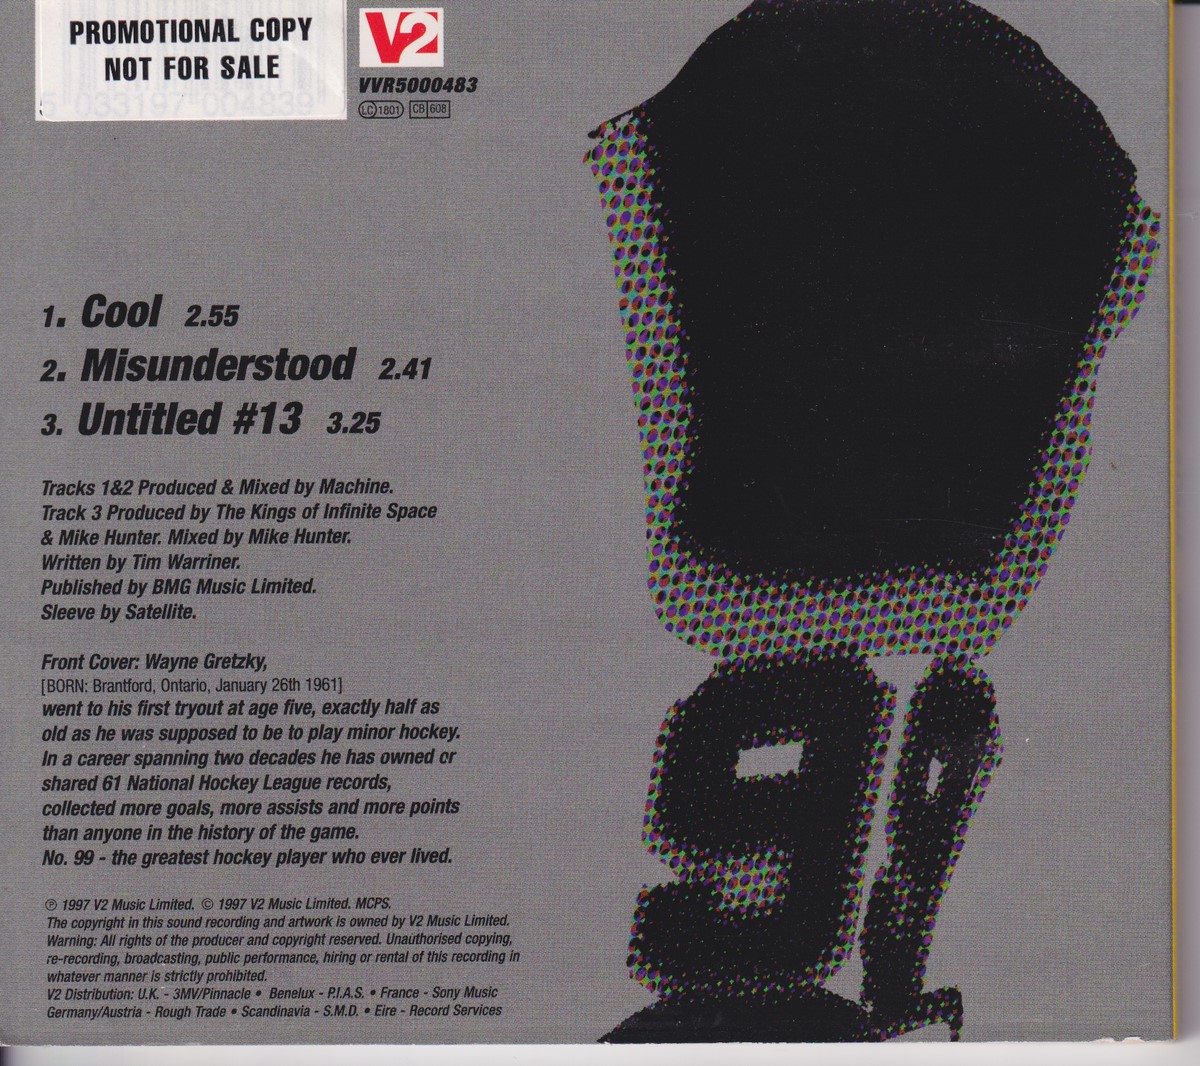 PROMOTIONAL COPY
NOT FOR SALE
5 033197 004839
V2
VVR5000483
LC 1801 CB 608
1. Cool 2.55
2. Misunderstood 2.41
3. Untitled #13 3.25
Tracks 1&2 Produced & Mixed by Machine.
Track 3 Produced by The Kings of Infinite Space
& Mike Hunter. Mixed by Mike Hunter.
Written by Tim Warriner.
Published by BMG Music Limited.
Sleeve by Satellite.
Front Cover: Wayne Gretzky,
[BORN: Brantford, Ontario, January 26th 1961]
went to his first tryout at age five, exactly half as
old as he was supposed to be to play minor hockey.
In a career spanning two decades he has owned or
shared 61 National Hockey League records,
collected more goals, more assists and more points
than anyone in the history of the game.
No. 99 - the greatest hockey player who ever lived.
℗ 1997 V2 Music Limited. © 1997 V2 Music Limited. MCPS.
The copyright in this sound recording and artwork is owned by V2 Music Limited.
Warning: All rights of the producer and copyright reserved. Unauthorised copying,
re-recording, broadcasting, public performance, hiring or rental of this recording in
whatever manner is strictly prohibited.
V2 Distribution: U.K. - 3MV/Pinnacle • Benelux - P.I.A.S. • France - Sony Music
Germany/Austria - Rough Trade • Scandinavia - S.M.D. • Eire - Record Services
99